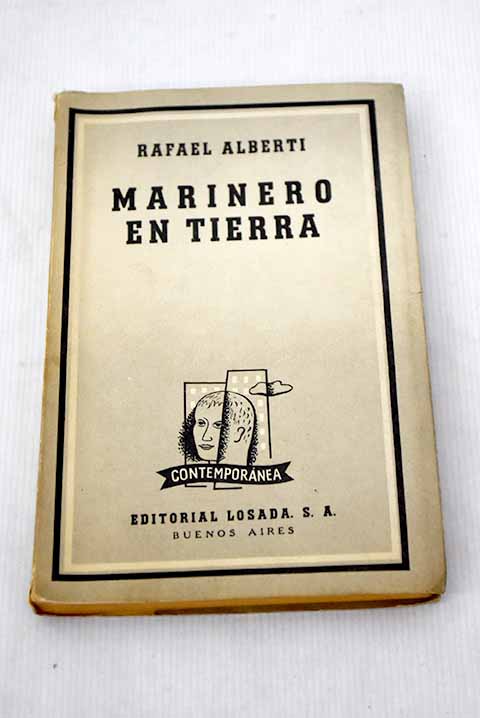 RAFAEL ALBERTI
MARINERO
EN TIERRA
CONTEMPORÁNEA
EDITORIAL LOSADA. S. A.
BUENOS AIRES